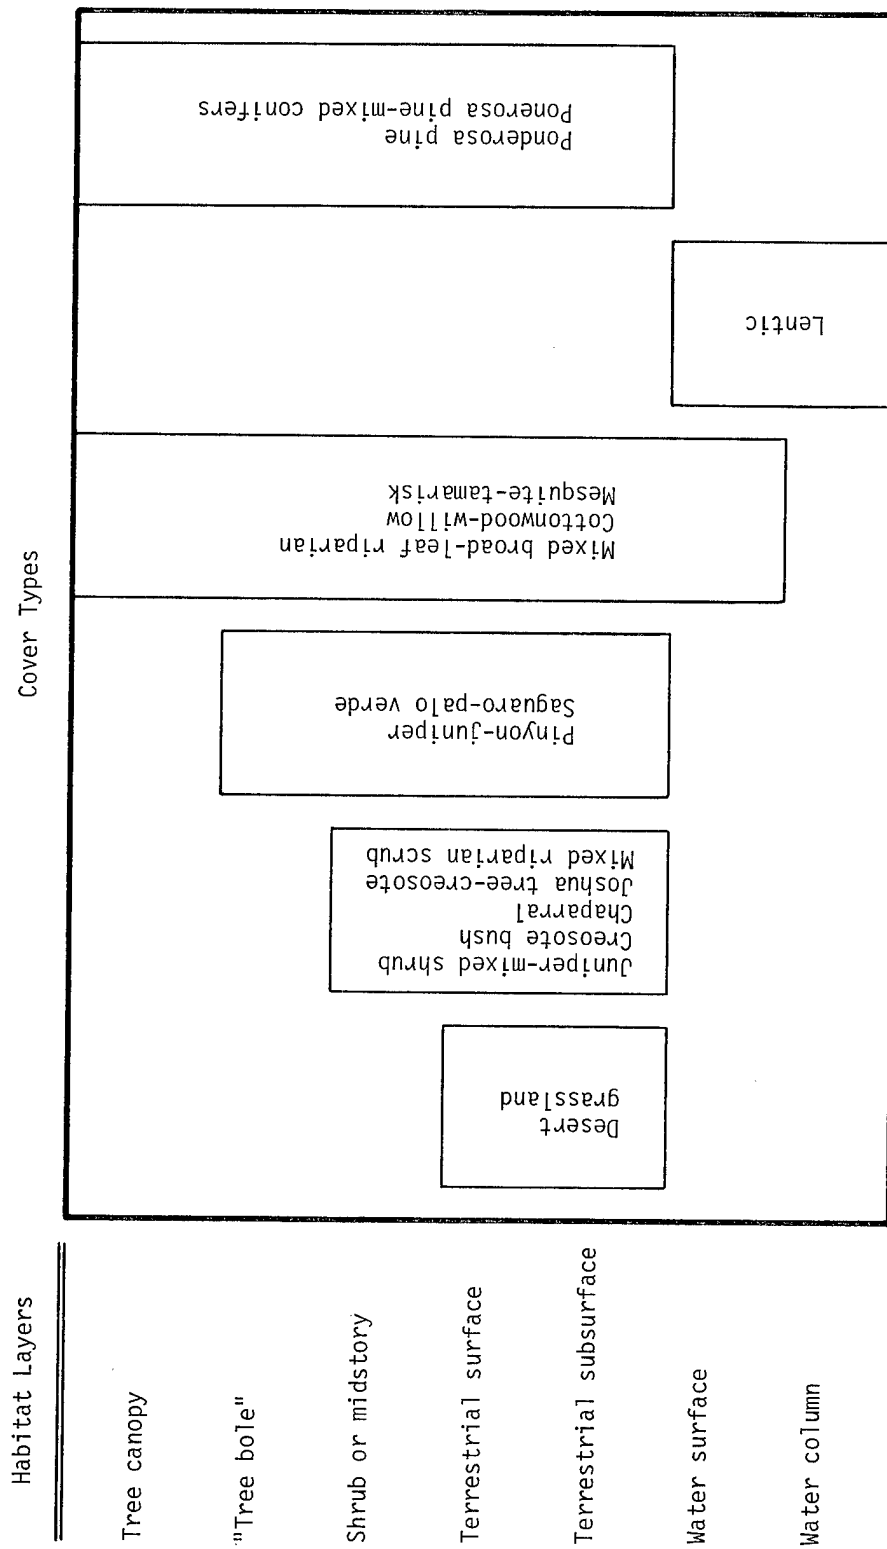 Habitat Layers
Cover Types
Tree canopy
"Tree bole"
Shrub or midstory
Terrestrial surface
Terrestrial subsurface
Water surface
Water column
Desert
grassland
Juniper-mixed shrub
Creosote bush
Chaparral
Joshua tree-creosote
Mixed riparian scrub
Pinyon-juniper
Saguaro-palo verde
Mixed broad-leaf riparian
Cottonwood-willow
Mesquite-tamarisk
Lentic
Ponderosa pine
Ponerosa pine-mixed conifers